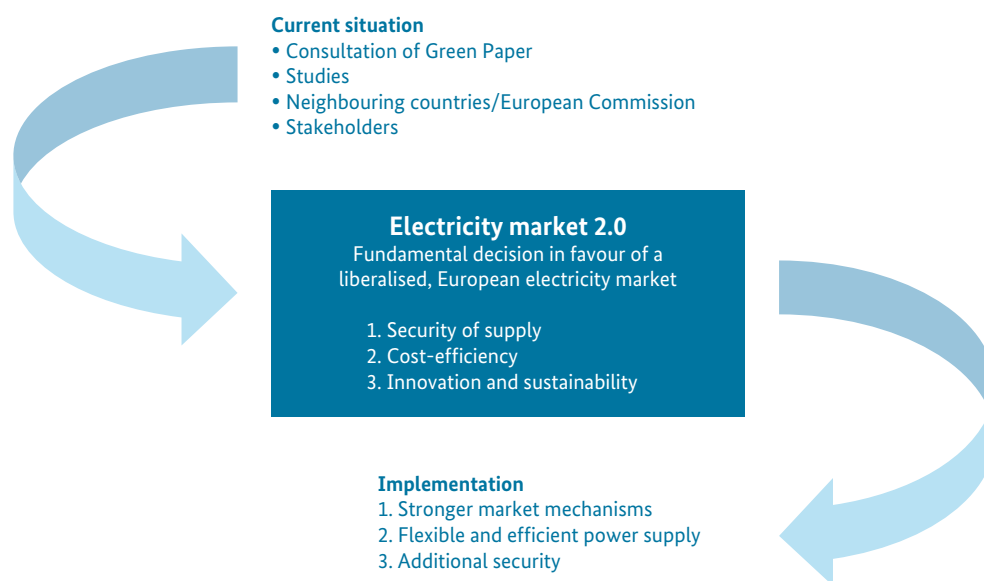 Current situation
• Consultation of Green Paper
• Studies
• Neighbouring countries/European Commission
• Stakeholders
Electricity market 2.0
Fundamental decision in favour of a
liberalised, European electricity market
1. Security of supply
2. Cost-efficiency
3. Innovation and sustainability
Implementation
1. Stronger market mechanisms
2. Flexible and efficient power supply
3. Additional security